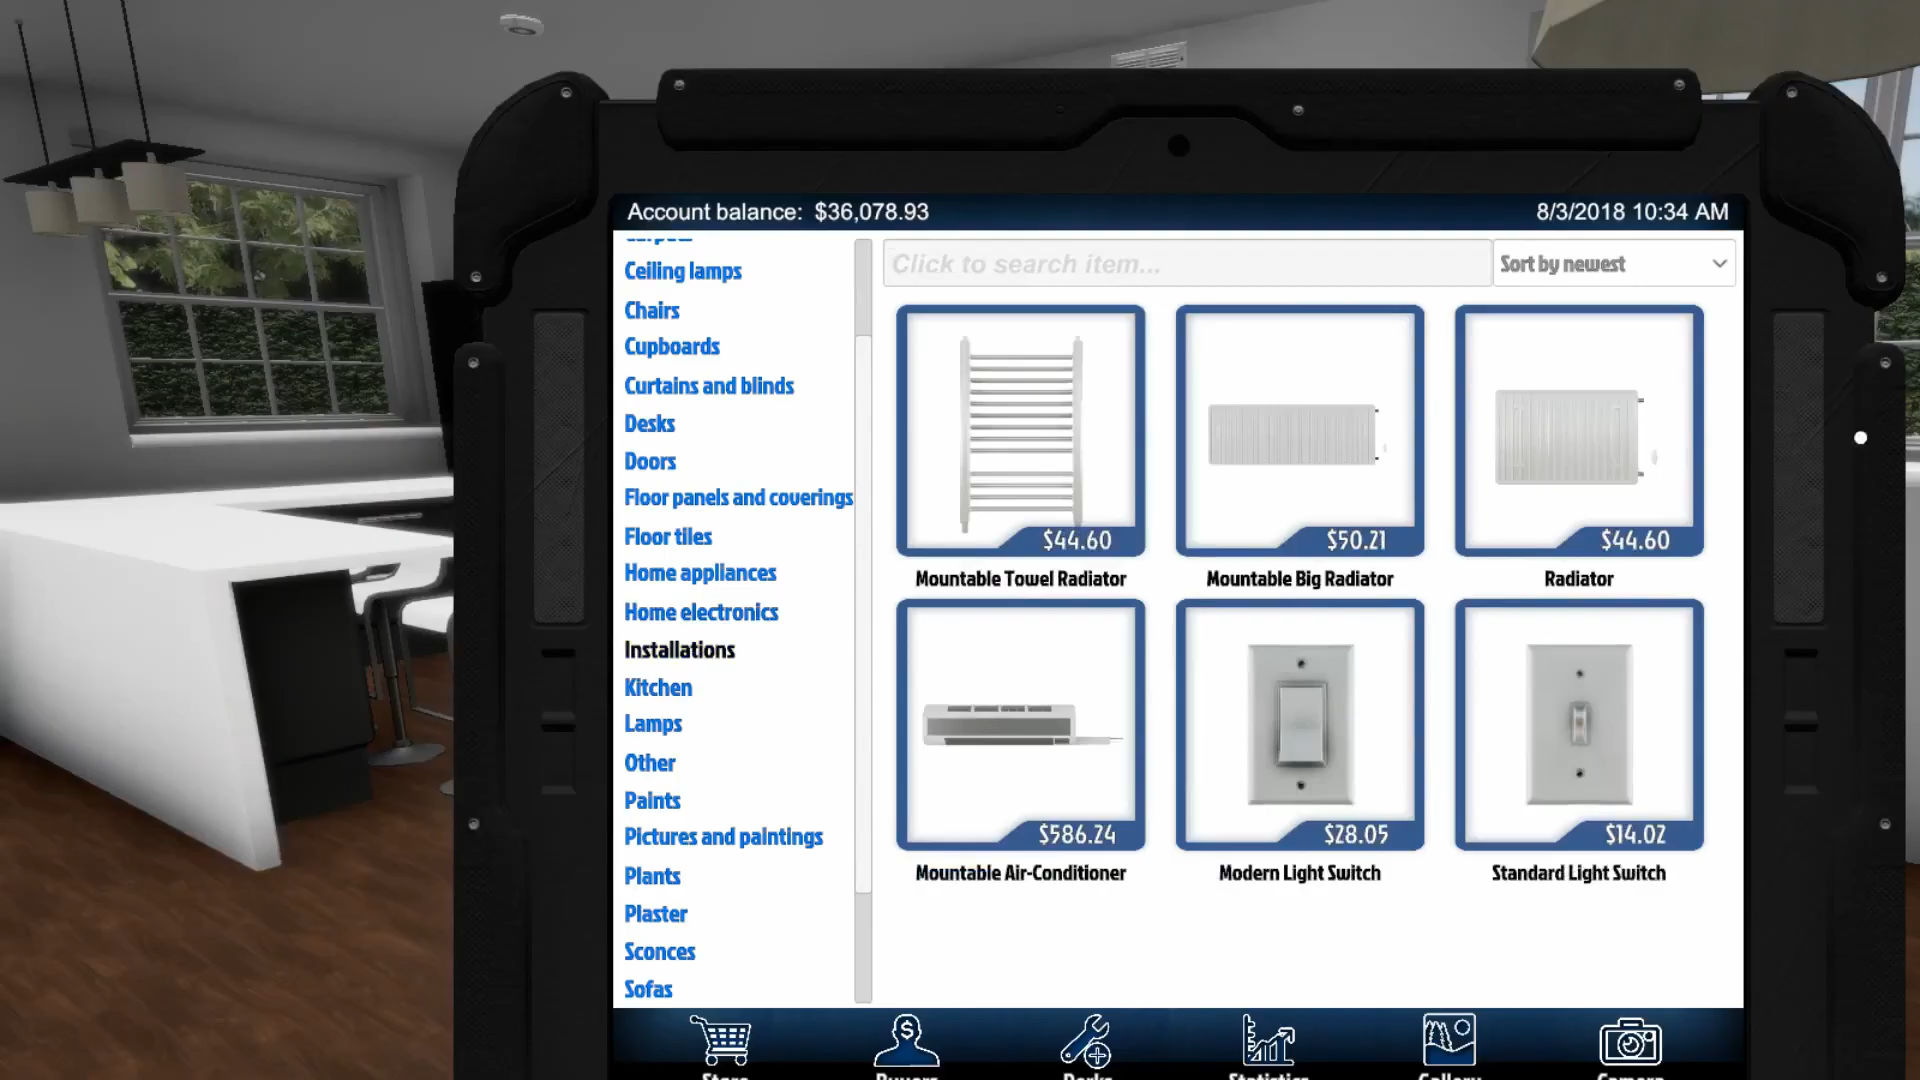 Account balance: $36,078.93
8/3/2018 10:34 AM
Ceiling lamps
Chairs
Cupboards
Curtains and blinds
Desks
Doors
Floor panels and coverings
Floor tiles
Home appliances
Home electronics
Installations
Kitchen
Lamps
Other
Paints
Pictures and paintings
Plants
Plaster
Sconces
Sofas
Click to search item...
Sort by newest
$44.60
$50.21
$44.60
Mountable Towel Radiator
Mountable Big Radiator
Radiator
$586.24
$28.05
$14.02
Mountable Air-Conditioner
Modern Light Switch
Standard Light Switch